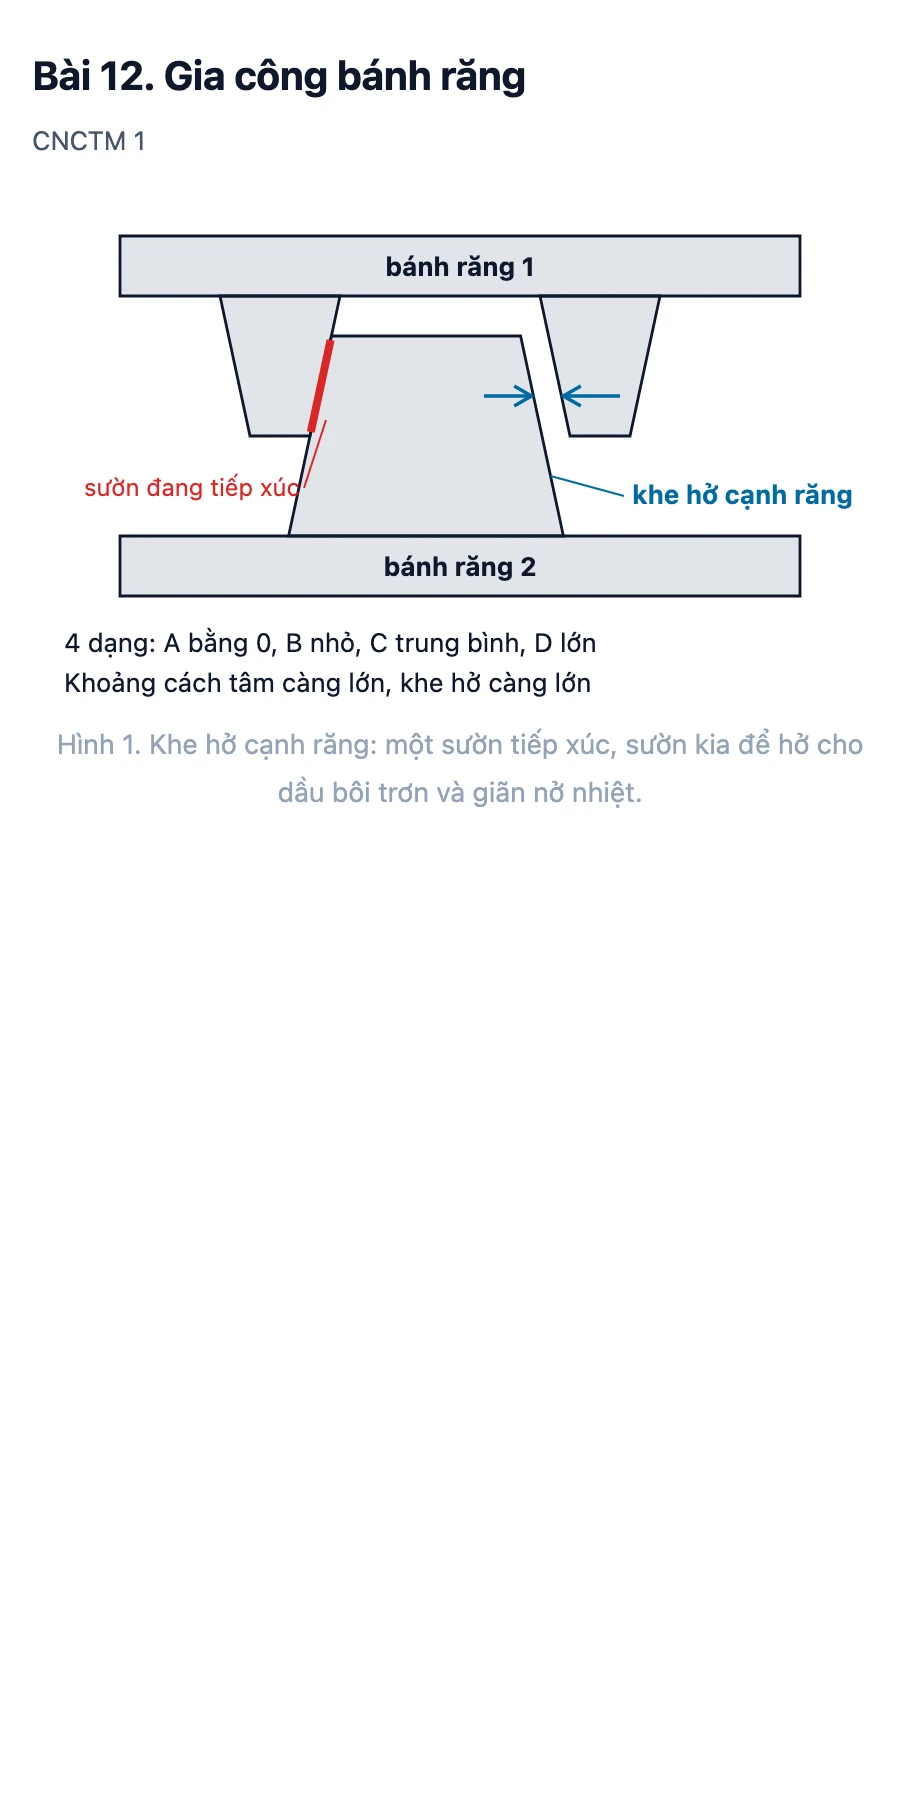 Bài 12. Gia công bánh răng
CNCTM 1
bánh răng 1
sườn đang tiếp xúc
khe hở cạnh răng
bánh răng 2
4 dạng: A bằng 0, B nhỏ, C trung bình, D lớn
Khoảng cách tâm càng lớn, khe hở càng lớn
Hình 1. Khe hở cạnh răng: một sườn tiếp xúc, sườn kia để hở cho
dầu bôi trơn và giãn nở nhiệt.